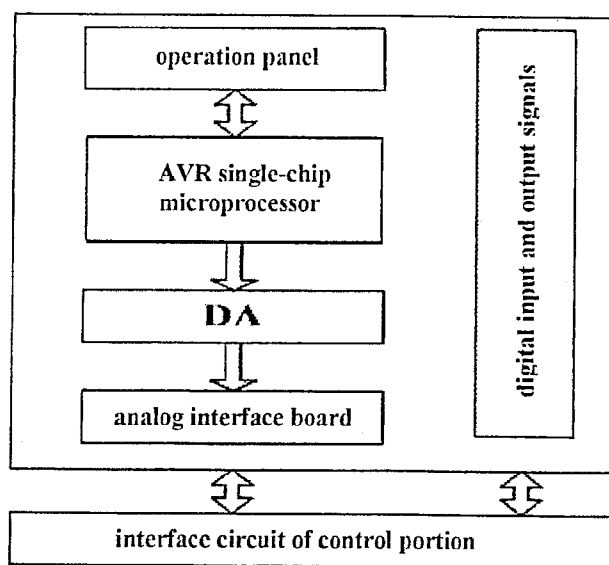 operation panel
AVR single-chip
microprocessor
DA
analog interface board
digital input and output signals
interface circuit of control portion